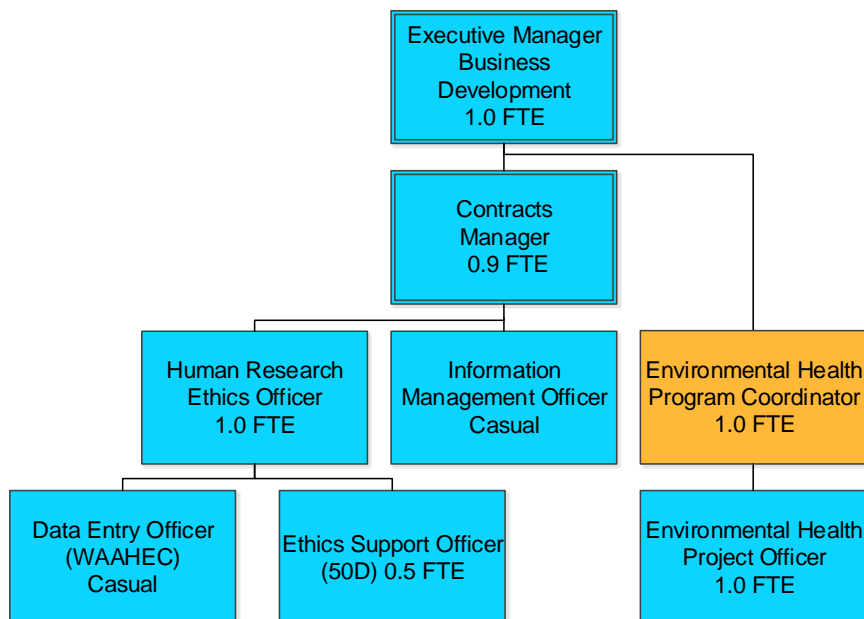 Executive Manager
Business
Development
1.0 FTE
Contracts
Manager
0.9 FTE
Human Research
Ethics Officer
1.0 FTE
Information
Management Officer
Casual
Environmental Health
Program Coordinator
1.0 FTE
Data Entry Officer
(WAAHEC)
Casual
Ethics Support Officer
(50D) 0.5 FTE
Environmental Health
Project Officer
1.0 FTE